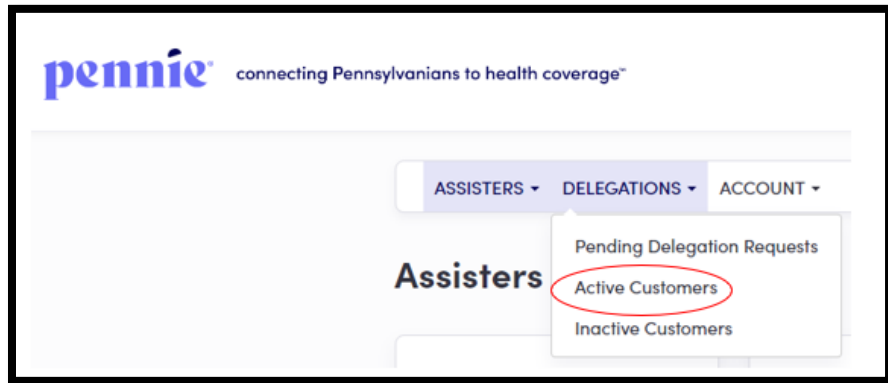 pennie® connecting Pennsylvanians to health coverage™
ASSISTERS DELEGATIONS ACCOUNT
Pending Delegation Requests
Assisters
Active Customers
Inactive Customers